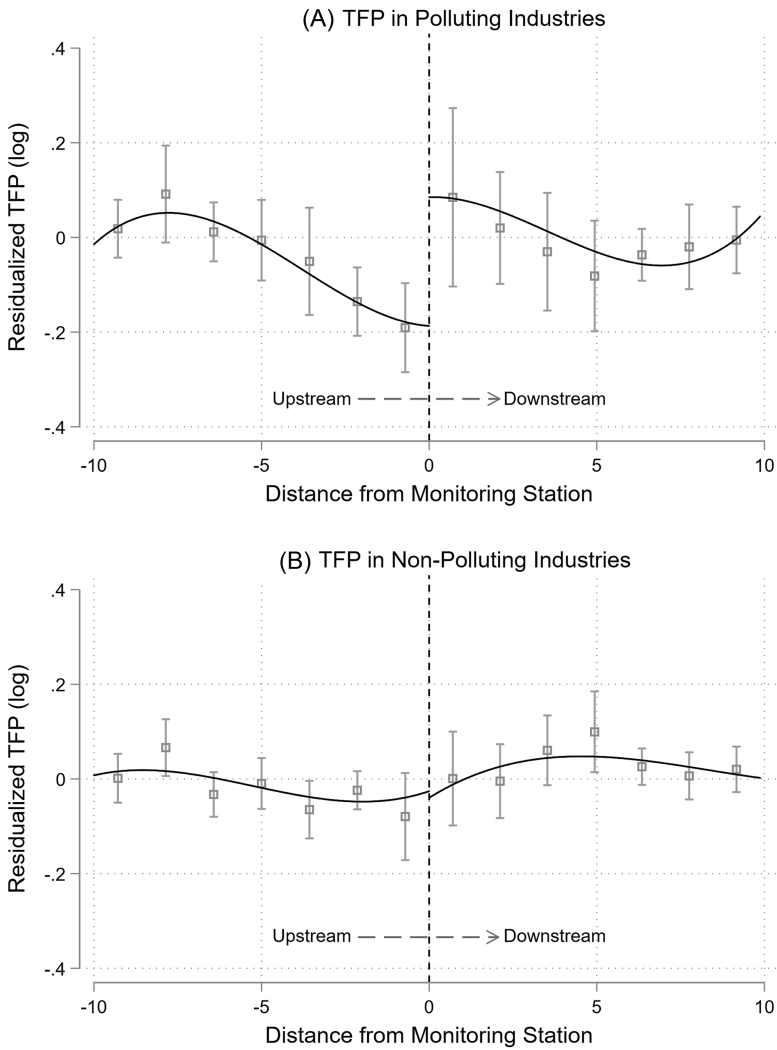 (A) TFP in Polluting Industries
Residualized TFP (log)
.4
.2
0
-.2
-.4
Upstream Downstream
-10 -5 0 5 10
Distance from Monitoring Station
(B) TFP in Non-Polluting Industries
Residualized TFP (log)
.4
.2
0
-.2
-.4
Upstream Downstream
-10 -5 0 5 10
Distance from Monitoring Station